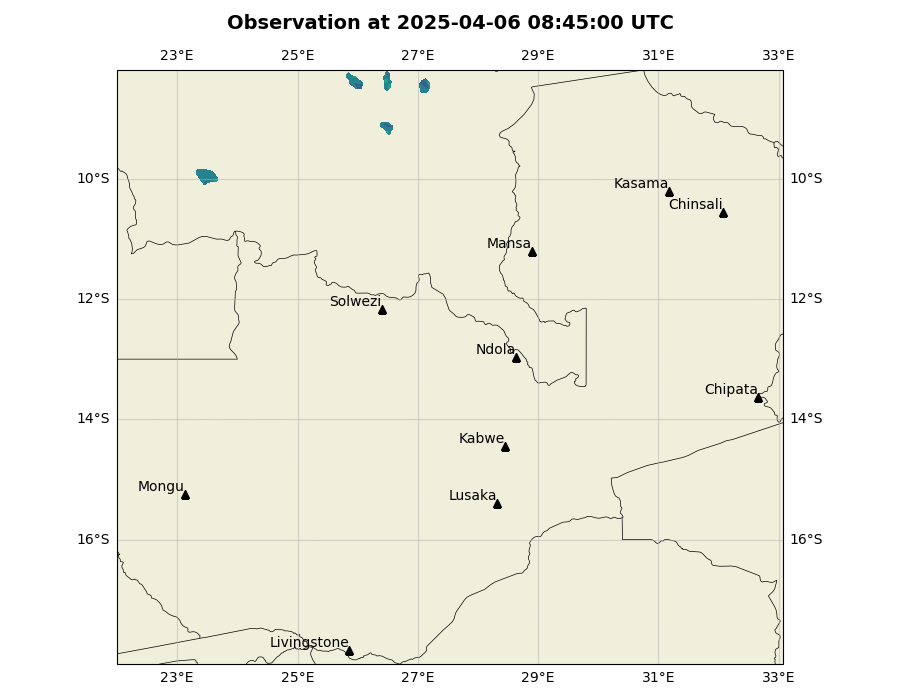 Observation at 2025-04-06 08:45:00 UTC
23°E 25°E 27°E 29°E 31°E 33°E
10°S 10°S
Kasama
Chinsali
Mansa
12°S 12°S
Solwezi
Ndola
Chipata
14°S 14°S
Kabwe
Mongu
Lusaka
16°S 16°S
Livingstone
23°E 25°E 27°E 29°E 31°E 33°E